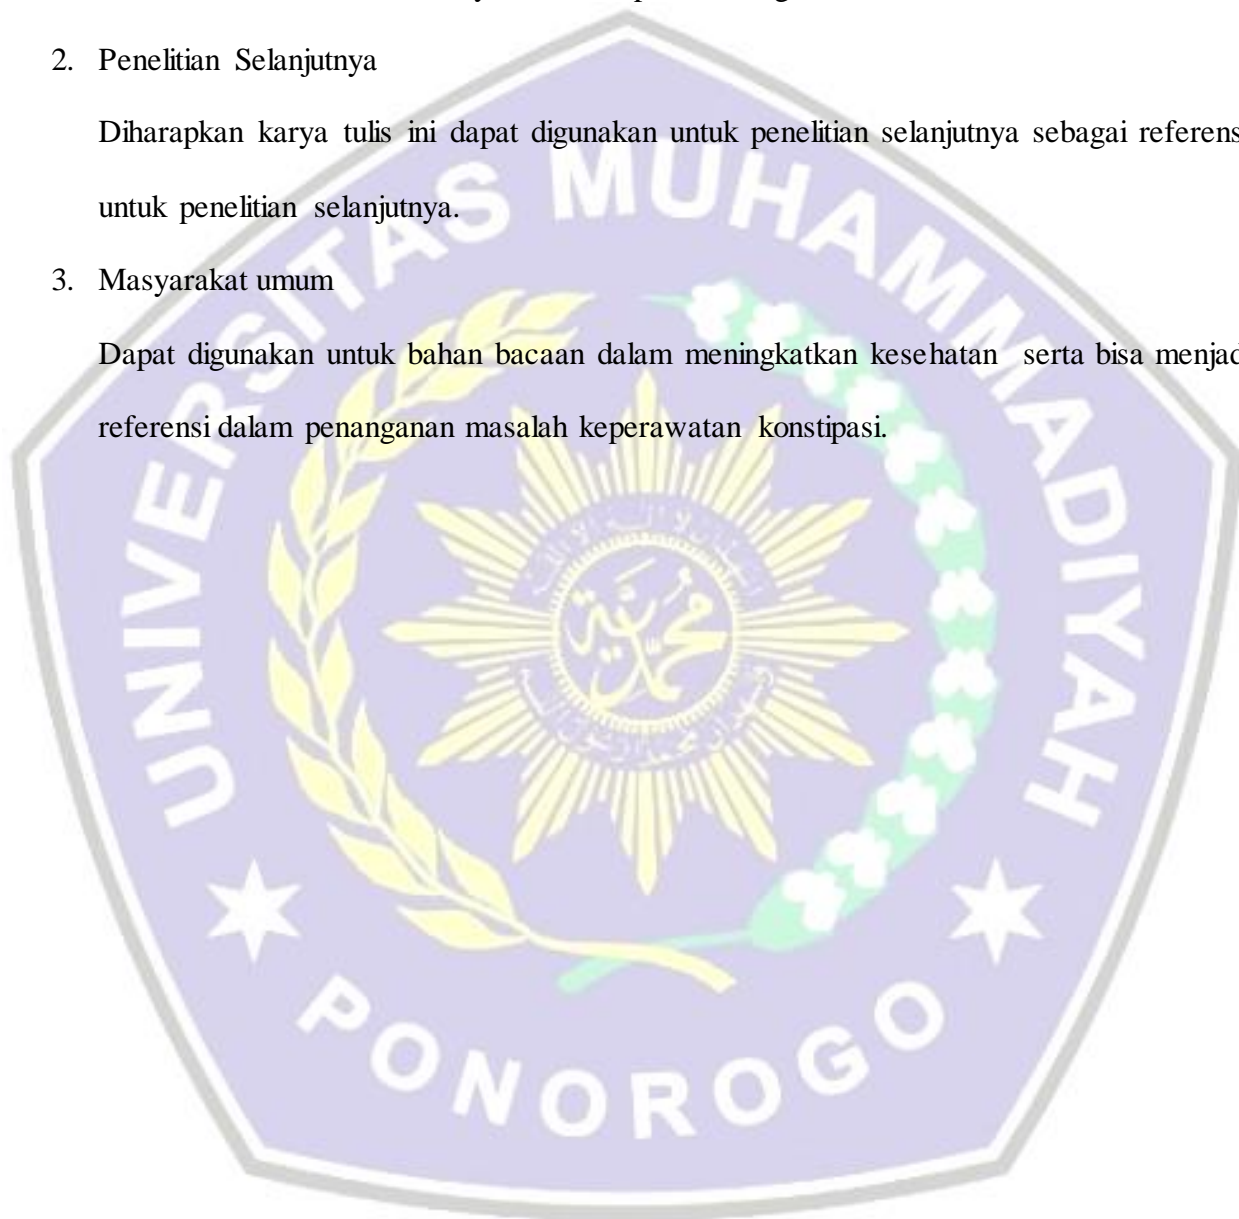 2. Penelitian Selanjutnya
Diharapkan karya tulis ini dapat digunakan untuk penelitian selanjutnya sebagai referens
untuk penelitian selanjutnya.
3. Masyarakat umum
Dapat digunakan untuk bahan bacaan dalam meningkatkan kesehatan serta bisa menjad
referensi dalam penanganan masalah keperawatan konstipasi.
UNIVERSITAS MUHAMMADIYAH
PONOROGO
محمد